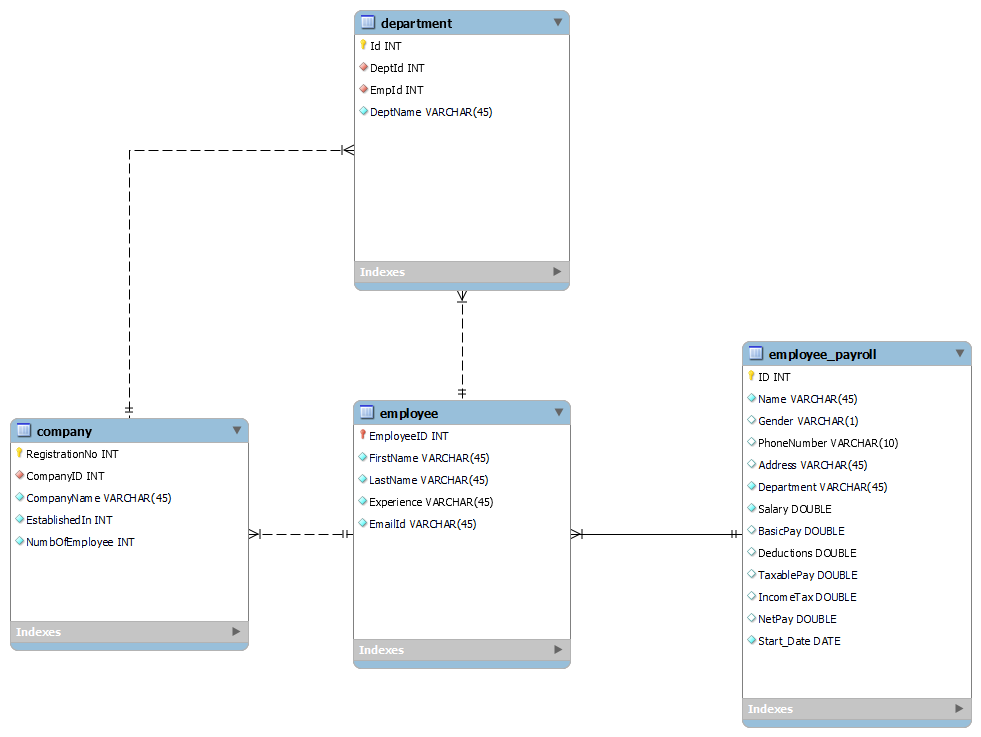 department
Id INT
DeptId INT
EmpId INT
DeptName VARCHAR(45)
Indexes
company
RegistrationNo INT
CompanyID INT
CompanyName VARCHAR(45)
EstablishedIn INT
NumbOfEmployee INT
Indexes
employee
EmployeeID INT
FirstName VARCHAR(45)
LastName VARCHAR(45)
Experience VARCHAR(45)
EmailId VARCHAR(45)
Indexes
employee_payroll
ID INT
Name VARCHAR(45)
Gender VARCHAR(1)
PhoneNumber VARCHAR(10)
Address VARCHAR(45)
Department VARCHAR(45)
Salary DOUBLE
BasicPay DOUBLE
Deductions DOUBLE
TaxablePay DOUBLE
IncomeTax DOUBLE
NetPay DOUBLE
Start_Date DATE
Indexes